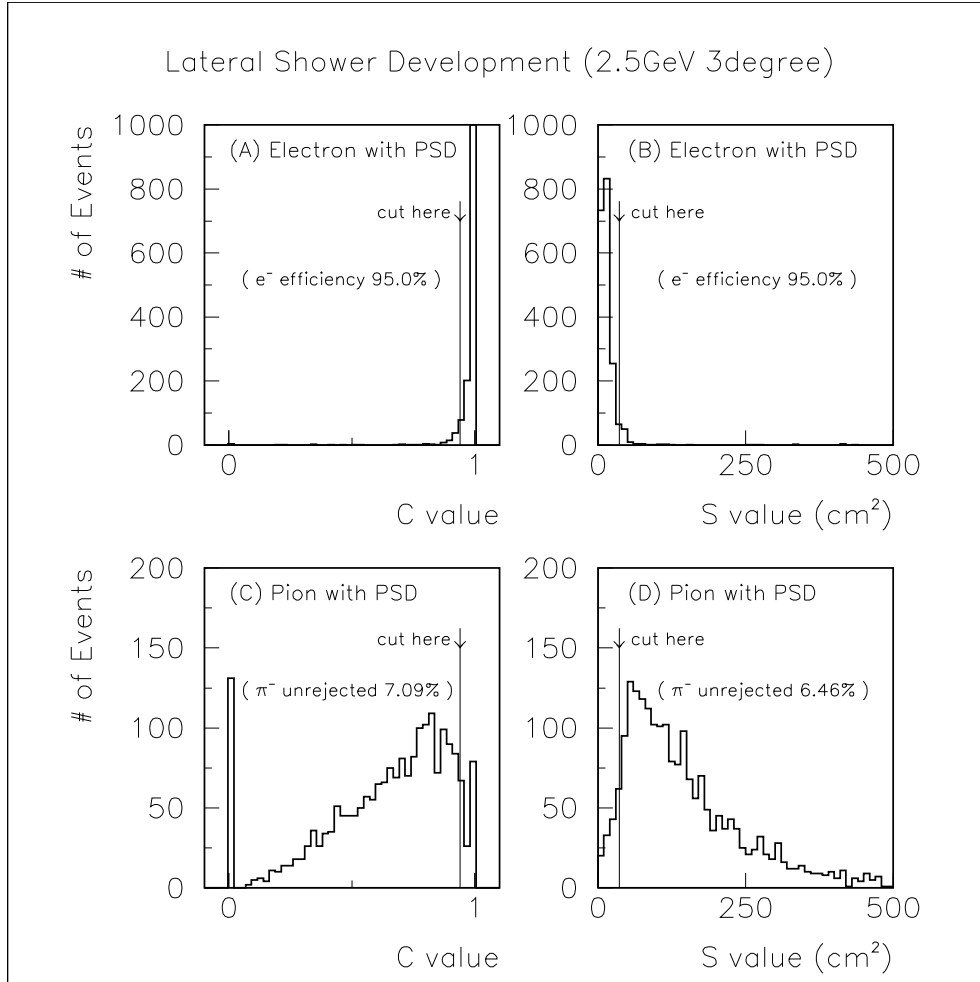 Lateral Shower Development (2.5GeV 3degree)
# of Events
1000
800
600
400
200
0
(A) Electron with PSD
cut here
( e⁻ efficiency 95.0% )
0
1
C value
1000
800
600
400
200
0
(B) Electron with PSD
cut here
( e⁻ efficiency 95.0% )
0
250
500
S value (cm²)
# of Events
200
150
100
50
0
(C) Pion with PSD
cut here
( π⁻ unrejected 7.09% )
0
1
C value
200
150
100
50
0
(D) Pion with PSD
cut here
( π⁻ unrejected 6.46% )
0
250
500
S value (cm²)